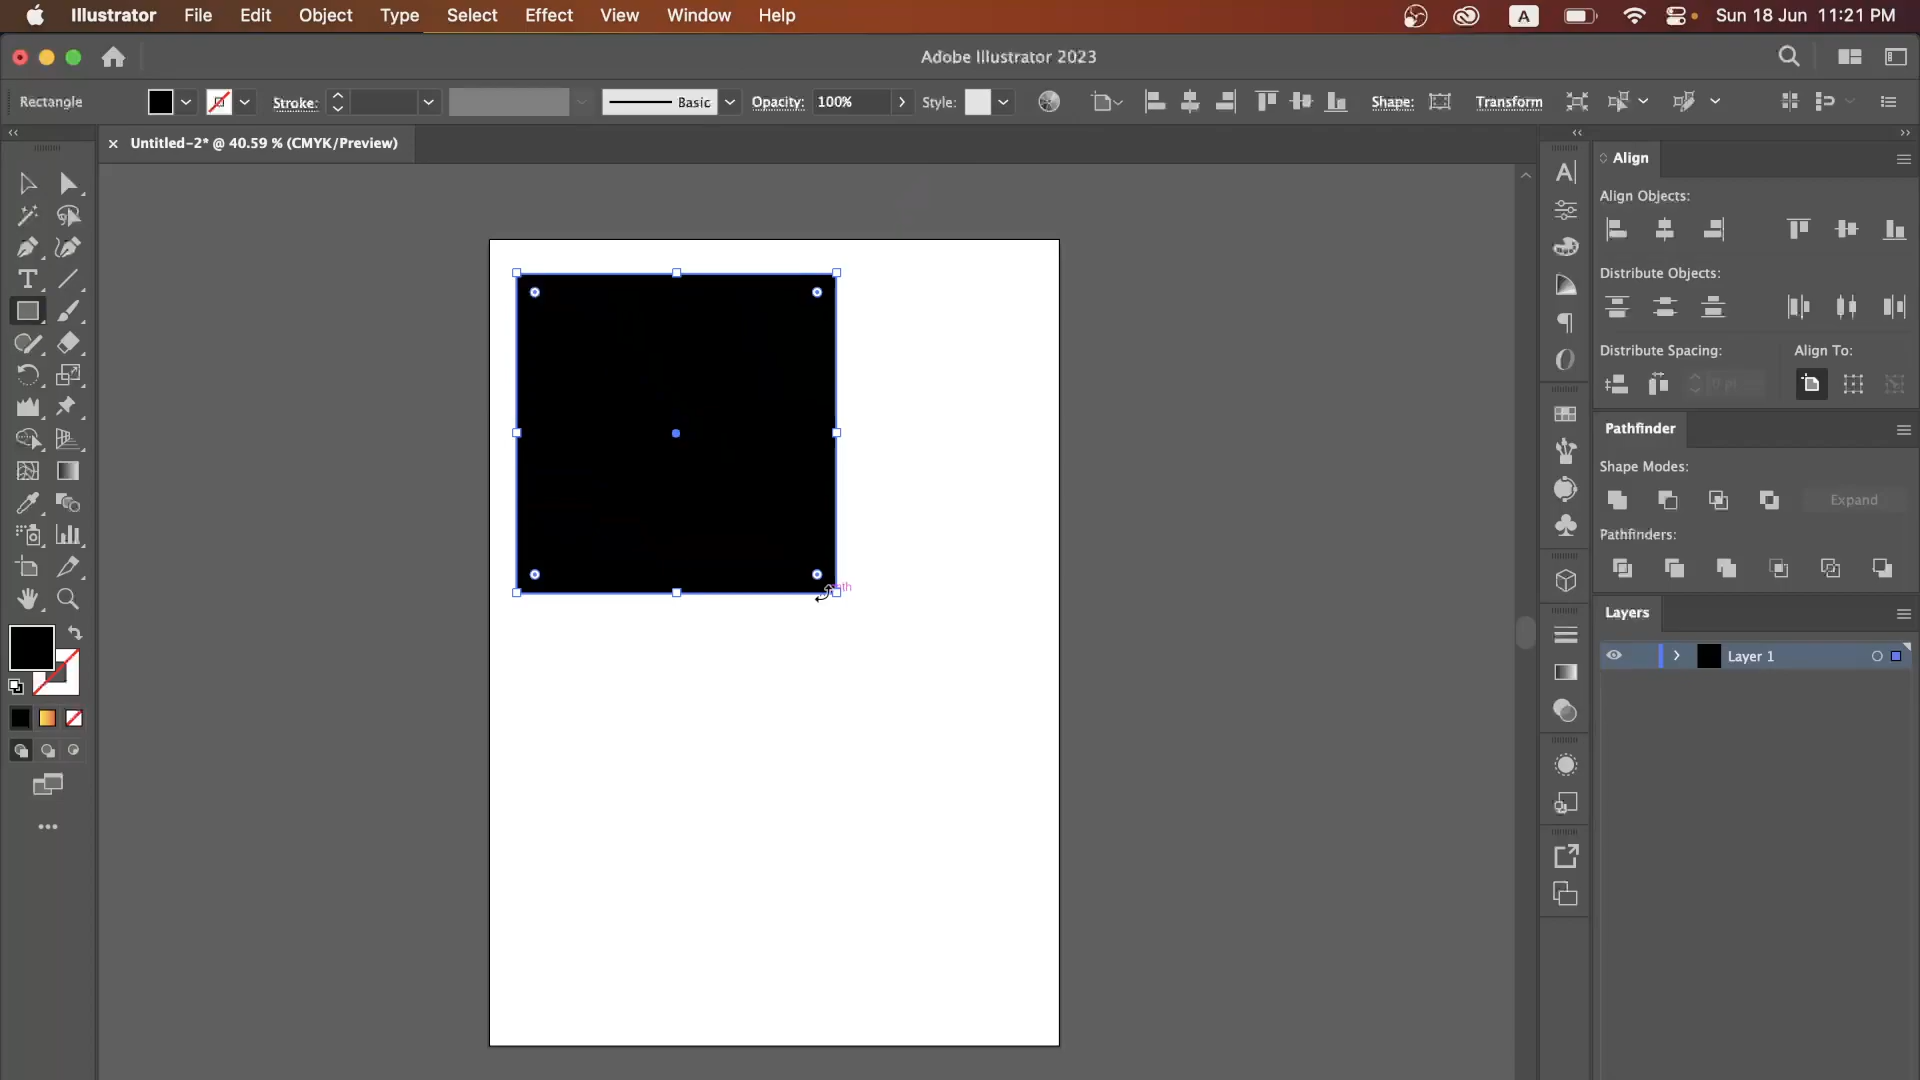 Illustrator File Edit Object Type Select Effect View Window Help A Sun 18 Jun 11:21 PM
Adobe Illustrator 2023
Rectangle Stroke: Basic Opacity: 100% Style: Shape: Transform
× Untitled-2* @ 40.59 % (CMYK/Preview)
Align
Align Objects:
Distribute Objects:
Distribute Spacing: Align To:
0 pt
Pathfinder
Shape Modes:
Expand
Pathfinders:
Layers
Layer 1